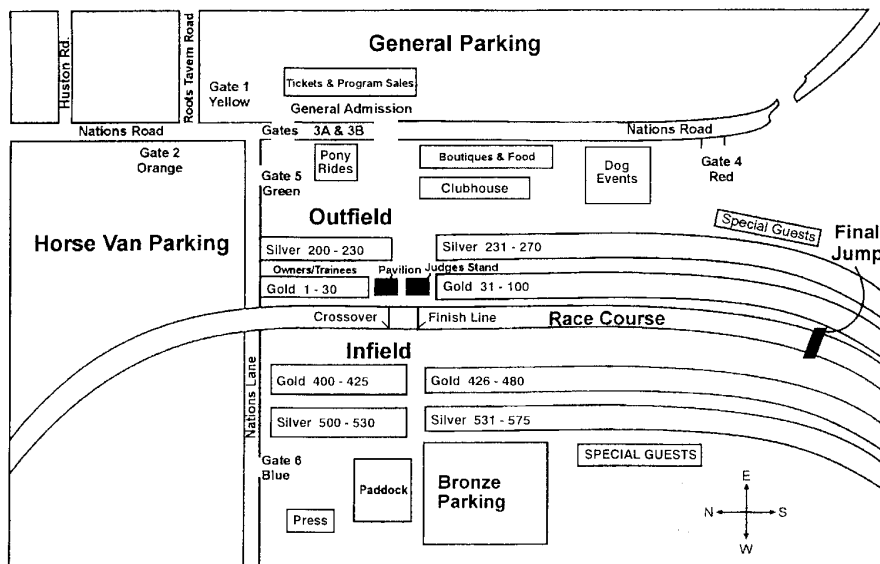 General Parking
Huston Rd.
Roots Tavern Road
Gate 1
Yellow
Tickets & Program Sales
General Admission
Nations Road
Gates 3A & 3B
Nations Road
Gate 2
Orange
Gate 5
Green
Pony
Rides
Boutiques & Food
Clubhouse
Dog
Events
Gate 4
Red
Horse Van Parking
Outfield
Special Guests
Final
Jump
Silver 200 - 230
Silver 231 - 270
Owners/Trainees
Pavilion
Judges Stand
Gold 1 - 30
Gold 31 - 100
Crossover
Finish Line
Race Course
Infield
Nations Lane
Gold 400 - 425
Gold 426 - 480
Silver 500 - 530
Silver 531 - 575
Gate 6
Blue
Paddock
Bronze
Parking
SPECIAL GUESTS
Press
E
N
S
W